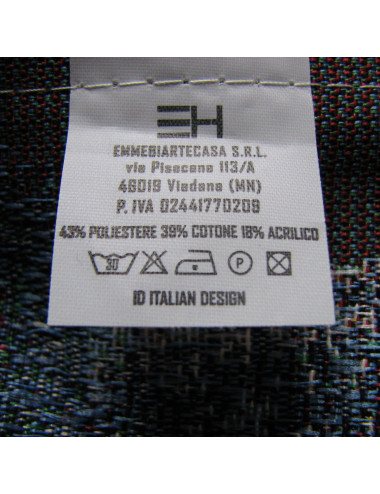 EH
EMMEBIARTECASA S.R.L.
via Pisacane 113/A
46019 Viadana (MN)
P. IVA 02441770209
43% POLIESTERE 39% COTONE 18% ACRILICO
30 P
ID ITALIAN DESIGN